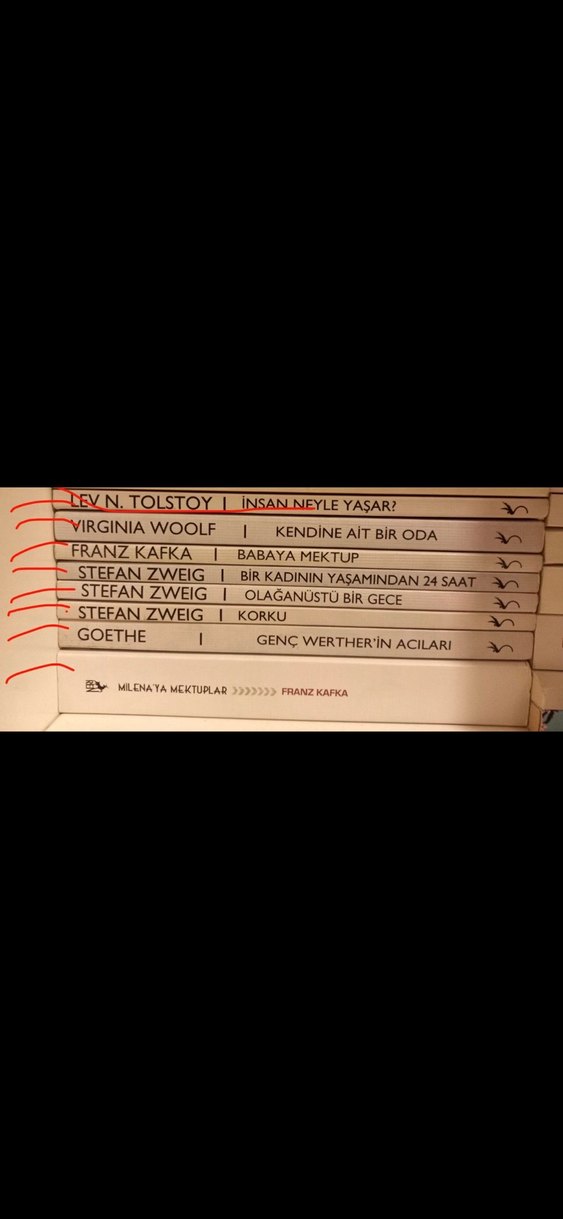 LEV N. TOLSTOY | İNSAN NEYLE YAŞAR?
VIRGINIA WOOLF | KENDİNE AİT BİR ODA
FRANZ KAFKA | BABAYA MEKTUP
STEFAN ZWEIG | BİR KADININ YAŞAMINDAN 24 SAAT
STEFAN ZWEIG | OLAĞANÜSTÜ BİR GECE
STEFAN ZWEIG | KORKU
GOETHE | GENÇ WERTHER'İN ACILARI
MİLENA'YA MEKTUPLAR >>>>>>> FRANZ KAFKA